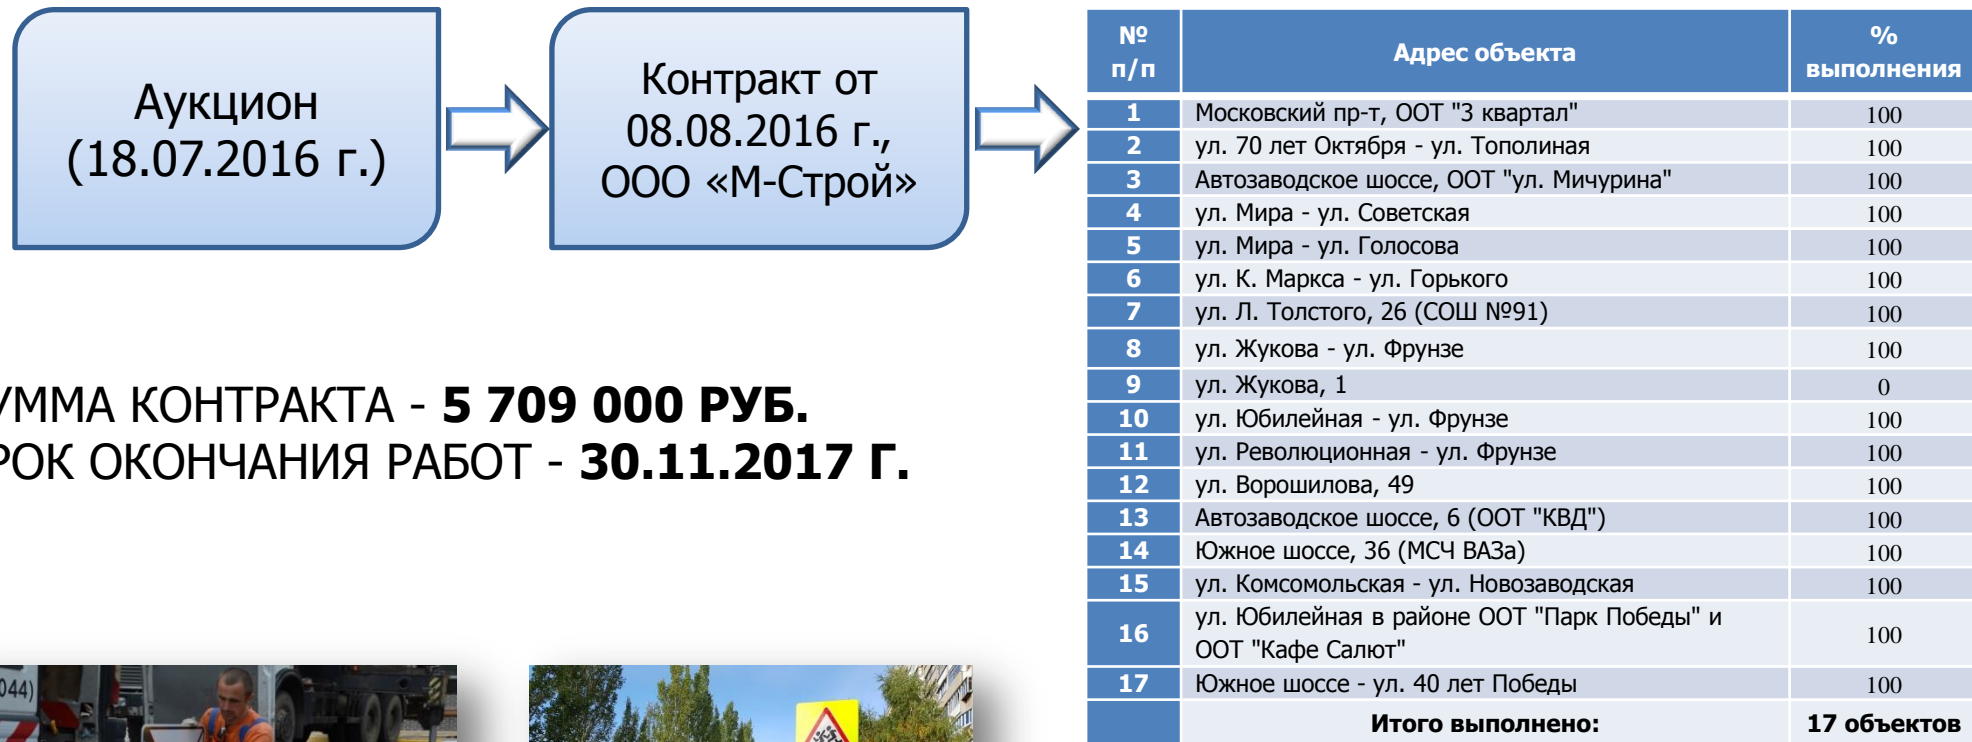 Аукцион
(18.07.2016 г.)
Контракт от
08.08.2016 г.,
ООО «М-Строй»
УММА КОНТРАКТА - 5 709 000 РУБ.
РОК ОКОНЧАНИЯ РАБОТ - 30.11.2017 Г.
044)
№ п/п Адрес объекта % выполнения
1 Московский пр-т, ООТ "3 квартал" 100
2 ул. 70 лет Октября - ул. Тополиная 100
3 Автозаводское шоссе, ООТ "ул. Мичурина" 100
4 ул. Мира - ул. Советская 100
5 ул. Мира - ул. Голосова 100
6 ул. К. Маркса - ул. Горького 100
7 ул. Л. Толстого, 26 (СОШ №91) 100
8 ул. Жукова - ул. Фрунзе 100
9 ул. Жукова, 1 0
10 ул. Юбилейная - ул. Фрунзе 100
11 ул. Революционная - ул. Фрунзе 100
12 ул. Ворошилова, 49 100
13 Автозаводское шоссе, 6 (ООТ "КВД") 100
14 Южное шоссе, 36 (МСЧ ВАЗа) 100
15 ул. Комсомольская - ул. Новозаводская 100
16 ул. Юбилейная в районе ООТ "Парк Победы" и
ООТ "Кафе Салют" 100
17 Южное шоссе - ул. 40 лет Победы 100
Итого выполнено: 17 объектов